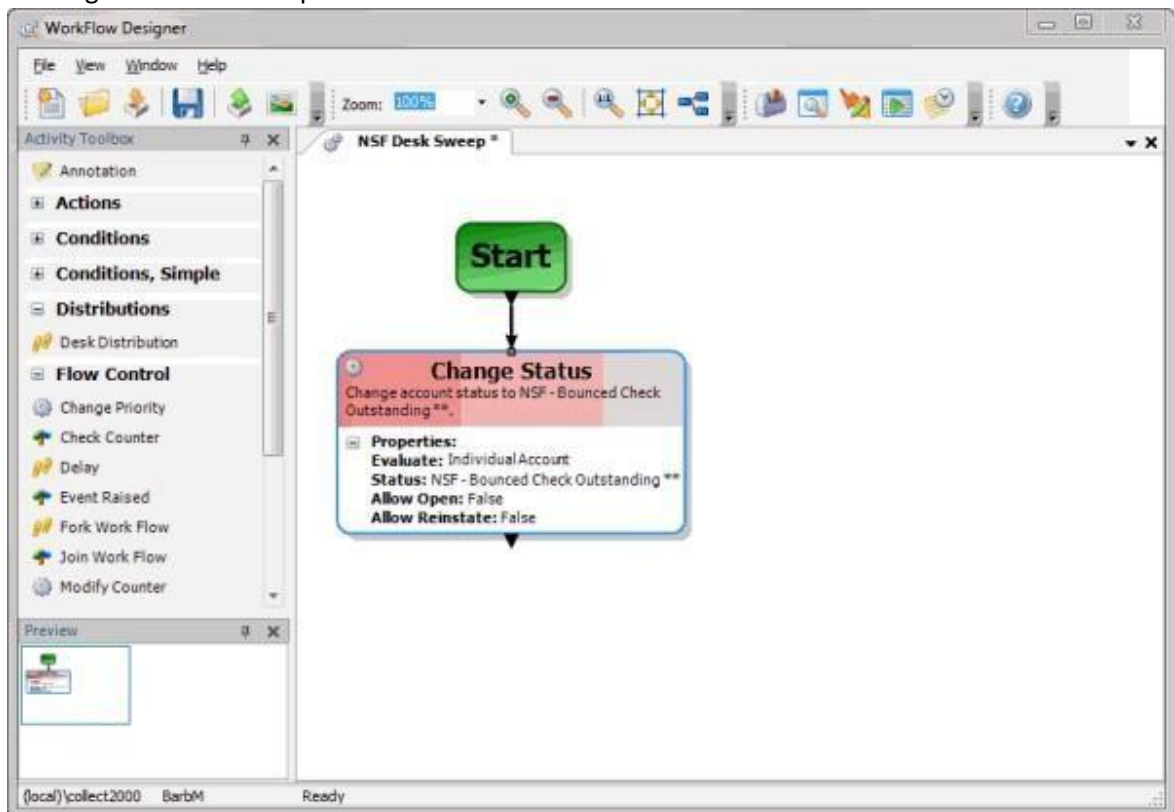 WorkFlow Designer
File View Window Help
Zoom: 100%
Activity Toolbox
NSF Desk Sweep *
Annotation
Actions
Conditions
Conditions, Simple
Distributions
Desk Distribution
Flow Control
Change Priority
Check Counter
Delay
Event Raised
Fork Work Flow
Join Work Flow
Modify Counter
Start
Change Status
Change account status to NSF - Bounced Check
Outstanding **.
Properties:
Evaluate: Individual Account
Status: NSF - Bounced Check Outstanding **
Allow Open: False
Allow Reinstate: False
Preview
(local)\collect2000 BarbM Ready